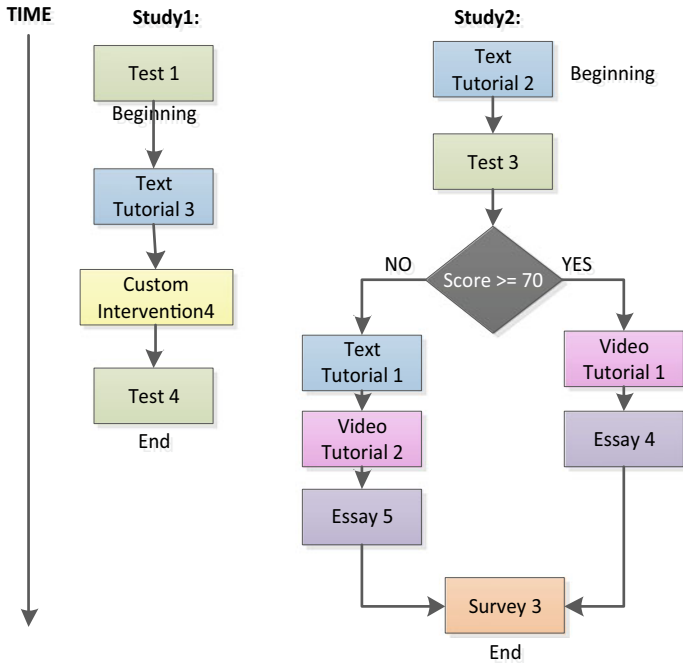 TIME
Study1:
Test 1
Beginning
Text
Tutorial 3
Custom
Intervention4
Test 4
End
Study2:
Text
Tutorial 2
Beginning
Test 3
Score >= 70
NO
YES
Text
Tutorial 1
Video
Tutorial 2
Essay 5
Video
Tutorial 1
Essay 4
Survey 3
End